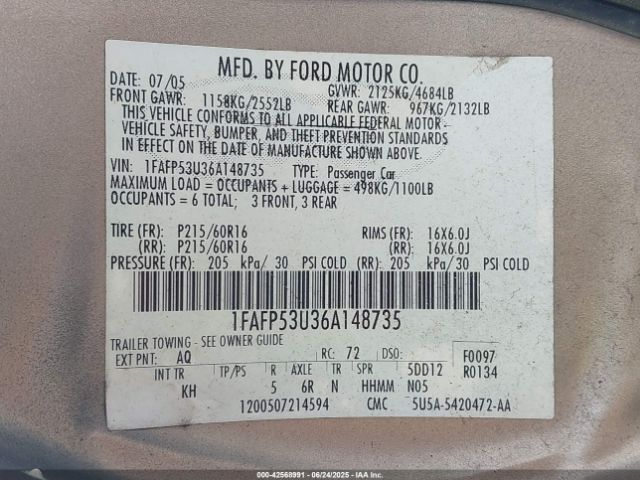 MFD. BY FORD MOTOR CO.
DATE: 07/05 GVWR: 2125KG/4684LB
FRONT GAWR: 1158KG/2552LB REAR GAWR: 967KG/2132LB
THIS VEHICLE CONFORMS TO ALL APPLICABLE FEDERAL MOTOR
VEHICLE SAFETY, BUMPER, AND THEFT PREVENTION STANDARDS
IN EFFECT ON THE DATE OF MANUFACTURE SHOWN ABOVE.
VIN: 1FAFP53U36A148735 TYPE: Passenger Car
MAXIMUM LOAD = OCCUPANTS + LUGGAGE = 498KG/1100LB
OCCUPANTS = 6 TOTAL; 3 FRONT, 3 REAR
TIRE (FR): P215/60R16 RIMS (FR): 16X6.0J
(RR): P215/60R16 (RR): 16X6.0J
PRESSURE (FR): 205 kPa/ 30 PSI COLD (RR): 205 kPa/ 30 PSI COLD
1FAFP53U36A148735
TRAILER TOWING - SEE OWNER GUIDE
EXT PNT: AQ RC: 72 DSO: F0097
INT TR TP/PS R AXLE TR SPR 5DD12 R0134
KH 5 6R N HHMM N05
1200507214594 CMC 5U5A-5420472-AA
000-42568991 - 06/24/2025 - IAAI.COM